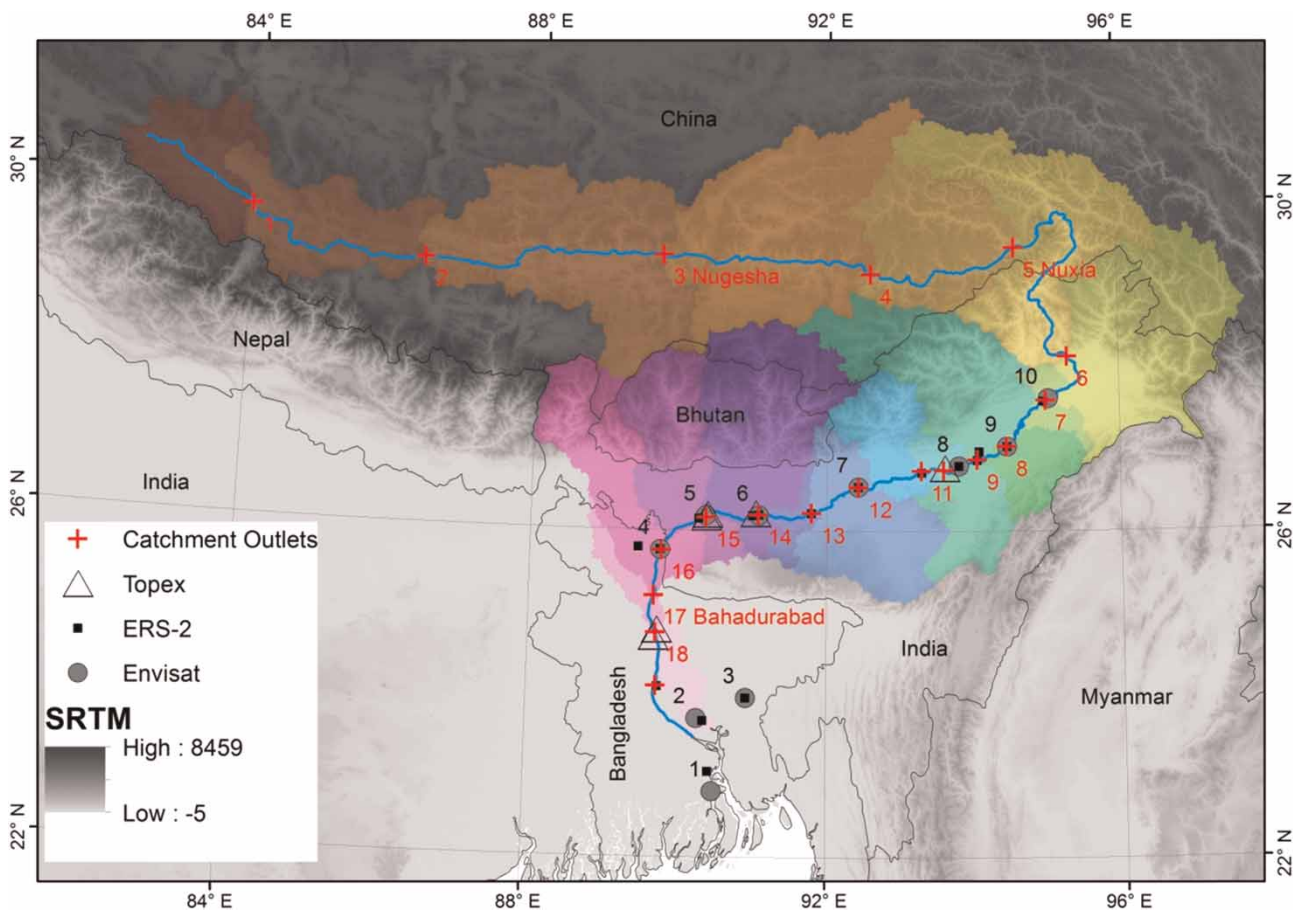 84° E
88° E
92° E
96° E
China
30° N
30° N
2
3 Nugesha
4
5 Nuxia
Nepal
6
10
7
Bhutan
9
8
8
7
9
11
India
12
26° N
26° N
5
6
13
14
15
4
16
Catchment Outlets
Topex
ERS-2
Envisat
17 Bahadurabad
18
India
Bangladesh
Myanmar
3
2
1
SRTM
High : 8459
Low : -5
22° N
22° N
84° E
88° E
92° E
96° E